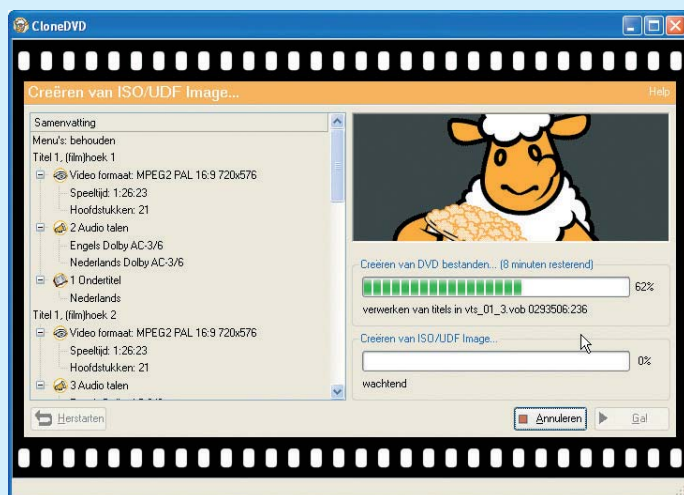 CloneDVD
Creëren van ISO/UDF Image...
Help
Samenvatting
Menu's: behouden
Titel 1, (film)hoek 1
Video formaat: MPEG2 PAL 16:9 720x576
Speeltijd: 1:26:23
Hoofdstukken: 21
2 Audio talen
Engels Dolby AC-3/6
Nederlands Dolby AC-3/6
1 Ondertitel
Nederlands
Titel 1, (film)hoek 2
Video formaat: MPEG2 PAL 16:9 720x576
Speeltijd: 1:26:23
Hoofdstukken: 21
3 Audio talen
Creëren van DVD bestanden... (8 minuten resterend)
62%
verwerken van titels in vts_01_3.vob 0293506:236
Creëren van ISO/UDF Image...
0%
wachtend
Herstarten
Annuleren
Ga!